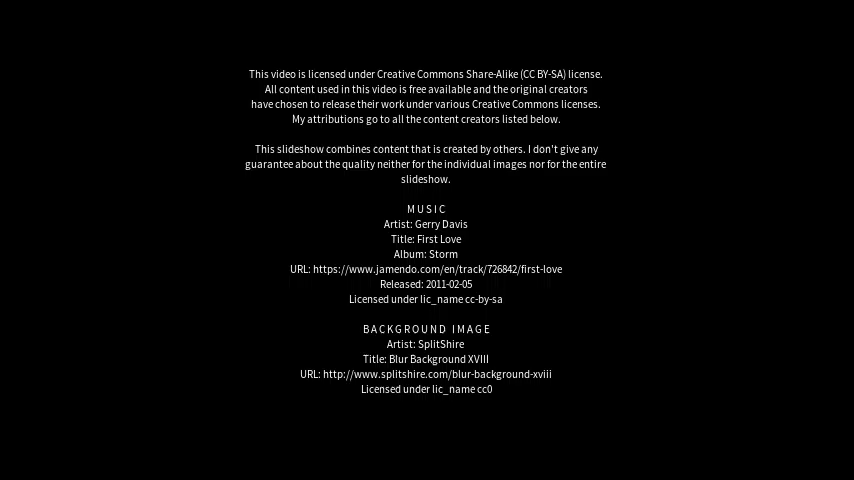 This video is licensed under Creative Commons Share-Alike (CC BY-SA) license.
All content used in this video is free available and the original creators
have chosen to release their work under various Creative Commons licenses.
My attributions go to all the content creators listed below.
This slideshow combines content that is created by others. I don't give any
guarantee about the quality neither for the individual images nor for the entire
slideshow.
MUSIC
Artist: Gerry Davis
Title: First Love
Album: Storm
URL: https://www.jamendo.com/en/track/726842/first-love
Released: 2011-02-05
Licensed under lic_name cc-by-sa
BACKGROUND IMAGE
Artist: SplitShire
Title: Blur Background XVIII
URL: http://www.splitshire.com/blur-background-xviii
Licensed under lic_name cc0